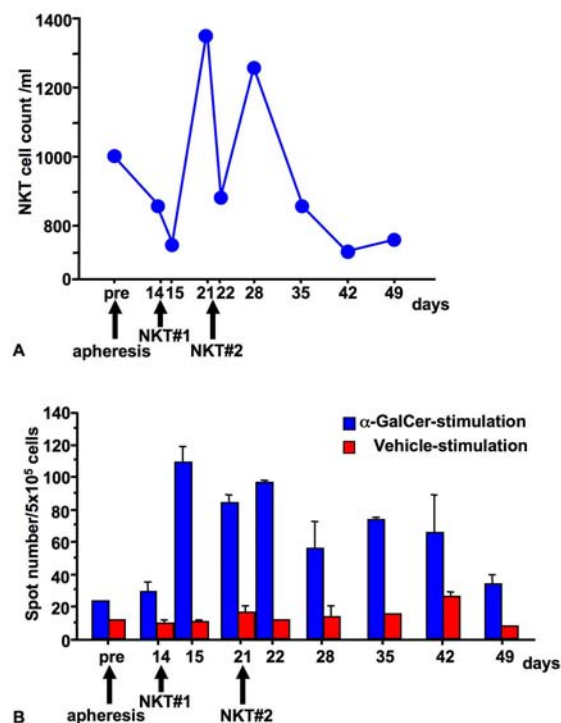 1400
1200
1000
800
0
NKT cell count /ml
pre 14 15 21 22 28 35 42 49 days
NKT#1
apheresis NKT#2
A
140
120
100
80
60
40
20
0
Spot number/5x10⁵ cells
α-GalCer-stimulation
Vehicle-stimulation
pre 14 15 21 22 28 35 42 49 days
NKT#1 NKT#2
apheresis
B